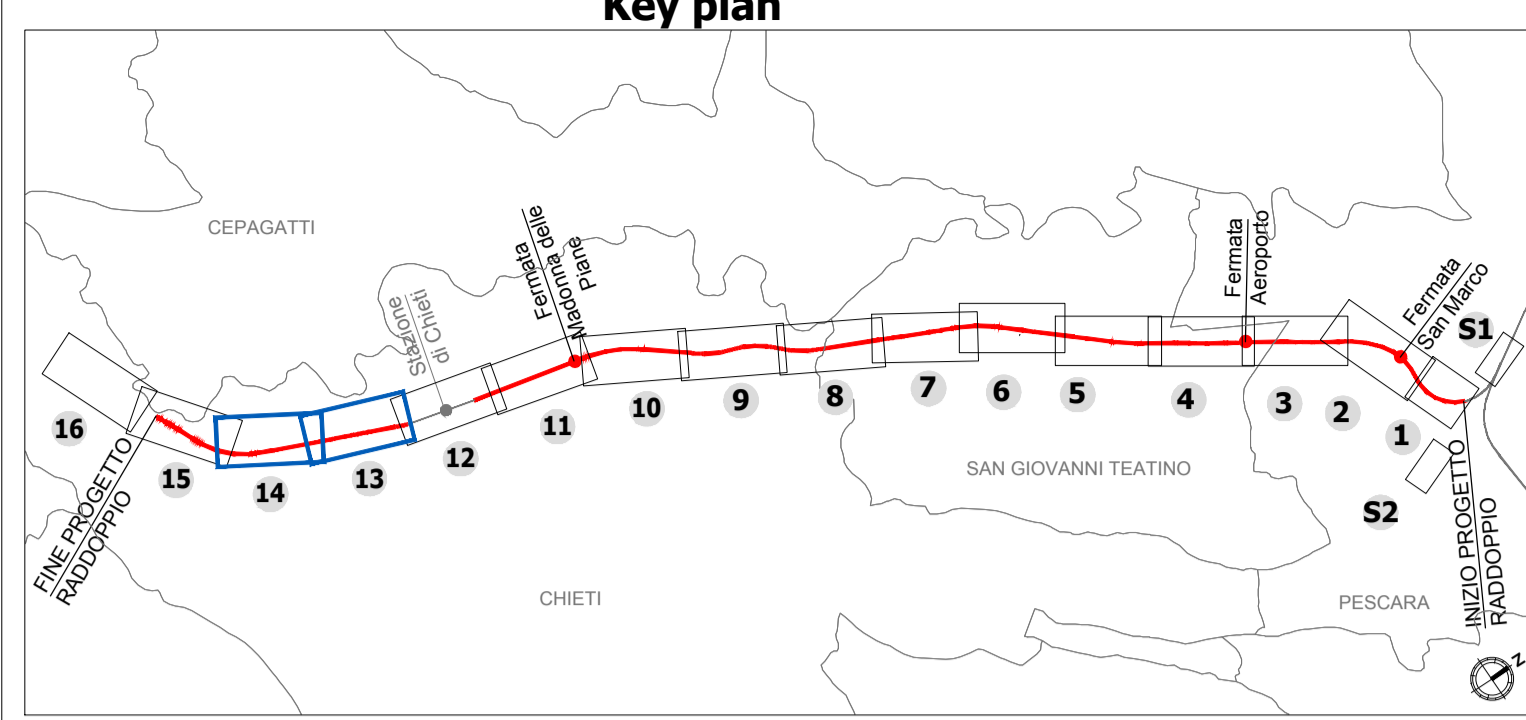 Key plan
CEPAGATTI
Fermata
Madonna delle
Piane
Stazione
di Chieti
Fermata
Aeroporto
Fermata
San Marco
S1
16
15
14
13
12
11
10
9
8
7
6
5
4
3
2
1
S2
SAN GIOVANNI TEATINO
FINE PROGETTO
RADDOPPIO
CHIETI
PESCARA
INIZIO PROGETTO
RADDOPPIO
N